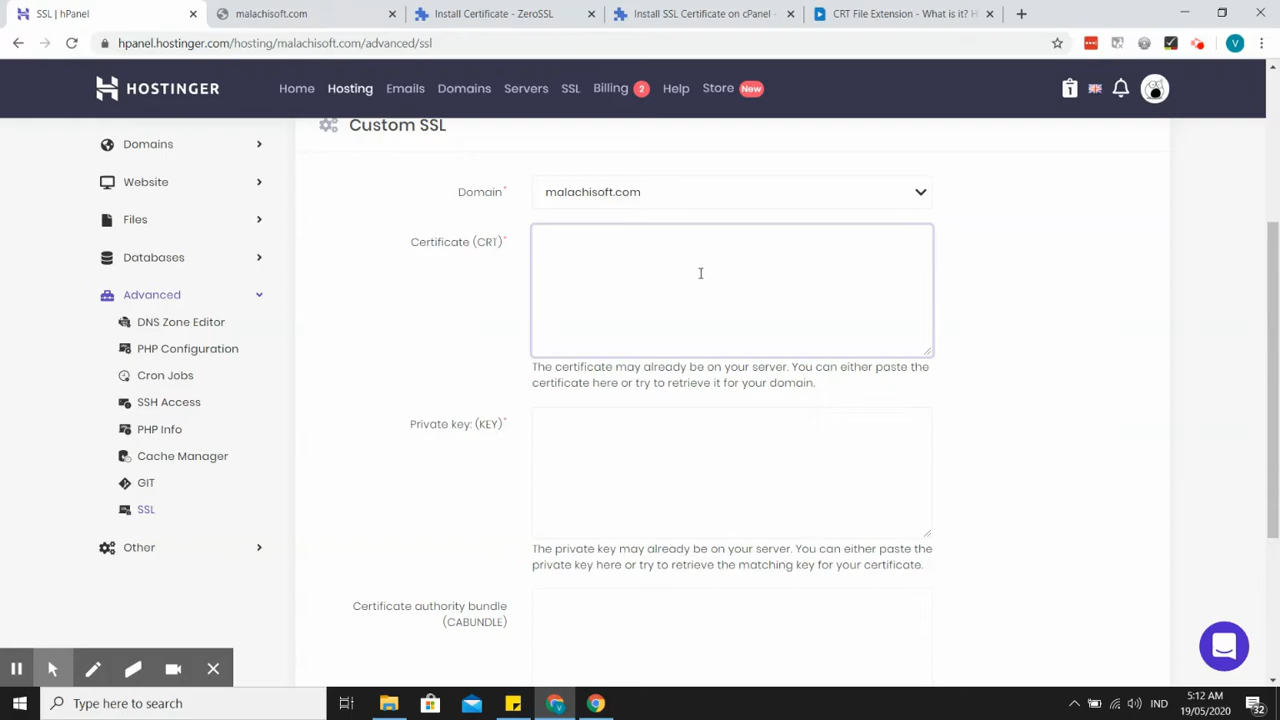 SSL | hPanel
malachisoft.com
Install Certificate - ZeroSSL
Install SSL Certificate on cPanel -
CRT File Extension - What is it? H
hpanel.hostinger.com/hosting/malachisoft.com/advanced/ssl
V
HOSTINGER
Home
Hosting
Emails
Domains
Servers
SSL
Billing 2
Help
Store New
1
Custom SSL
Domains
Website
Files
Databases
Advanced
DNS Zone Editor
PHP Configuration
Cron Jobs
SSH Access
PHP Info
Cache Manager
GIT
SSL
Other
Domain*
malachisoft.com
Certificate (CRT)*
The certificate may already be on your server. You can either paste the
certificate here or try to retrieve it for your domain.
Private key: (KEY)*
The private key may already be on your server. You can either paste the
private key here or try to retrieve the matching key for your certificate.
Certificate authority bundle
(CABUNDLE)
Type here to search
IND
5:12 AM
19/05/2020
32